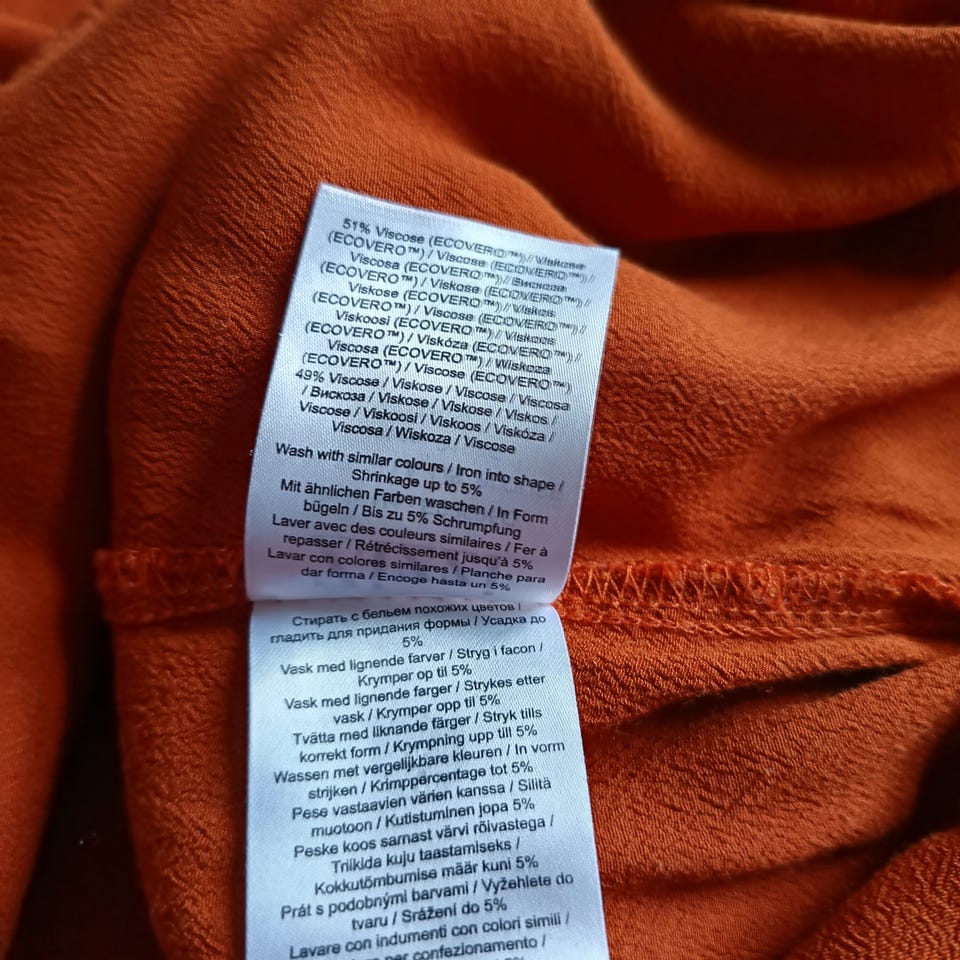 51% Viscose (ECOVERO™) / Viskose
(ECOVERO™) / Viscose (ECOVERO™) /
Viscosa (ECOVERO™) / Вискоза
(ECOVERO™) / Viskose (ECOVERO™) /
Viskose (ECOVERO™) / Viskos
(ECOVERO™) / Viscose (ECOVERO™) /
Viskoosi (ECOVERO™) / Viskoos
(ECOVERO™) / Viskóza (ECOVERO™) /
Viscosa (ECOVERO™) / Wiskoza
(ECOVERO™) / Viscose (ECOVERO™)
49% Viscose / Viskose / Viscose / Viscosa
/ Вискоза / Viskose / Viskose / Viskos /
Viscose / Viskoosi / Viskoos / Viskóza /
Viscosa / Wiskoza / Viscose
Wash with similar colours / Iron into shape /
Shrinkage up to 5%
Mit ähnlichen Farben waschen / In Form
bügeln / Bis zu 5% Schrumpfung
Laver avec des couleurs similaires / Fer à
repasser / Rétrécissement jusqu'à 5%
Lavar con colores similares / Planche para
dar forma / Encoge hasta un 5%
Стирать с бельем похожих цветов /
гладить для придания формы / Усадка до
5%
Vask med lignende farver / Stryg i facon /
Krymper op til 5%
Vask med lignende farger / Strykes etter
vask / Krymper opp til 5%
Tvätta med liknande färger / Stryk tills
korrekt form / Krympning upp till 5%
Wassen met vergelijkbare kleuren / In vorm
strijken / Krimppercentage tot 5%
Pese vastaavien värien kanssa / Silitä
muotoon / Kutistuminen jopa 5%
Peske koos sarnast värvi rõivastega /
Triikida kuju taastamiseks /
Kokkutõmbumise määr kuni 5%
Prát s podobnými barvami / Vyžehlete do
tvaru / Srážení do 5%
Lavare con indumenti con colori simili /
per confezionamento /